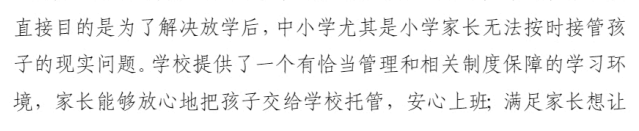 直接目的是为了解决放学后，中小学尤其是小学家长无法按时接管孩
子的现实问题。学校提供了一个有恰当管理和相关制度保障的学习环
境，家长能够放心地把孩子交给学校托管，安心上班；满足家长想让